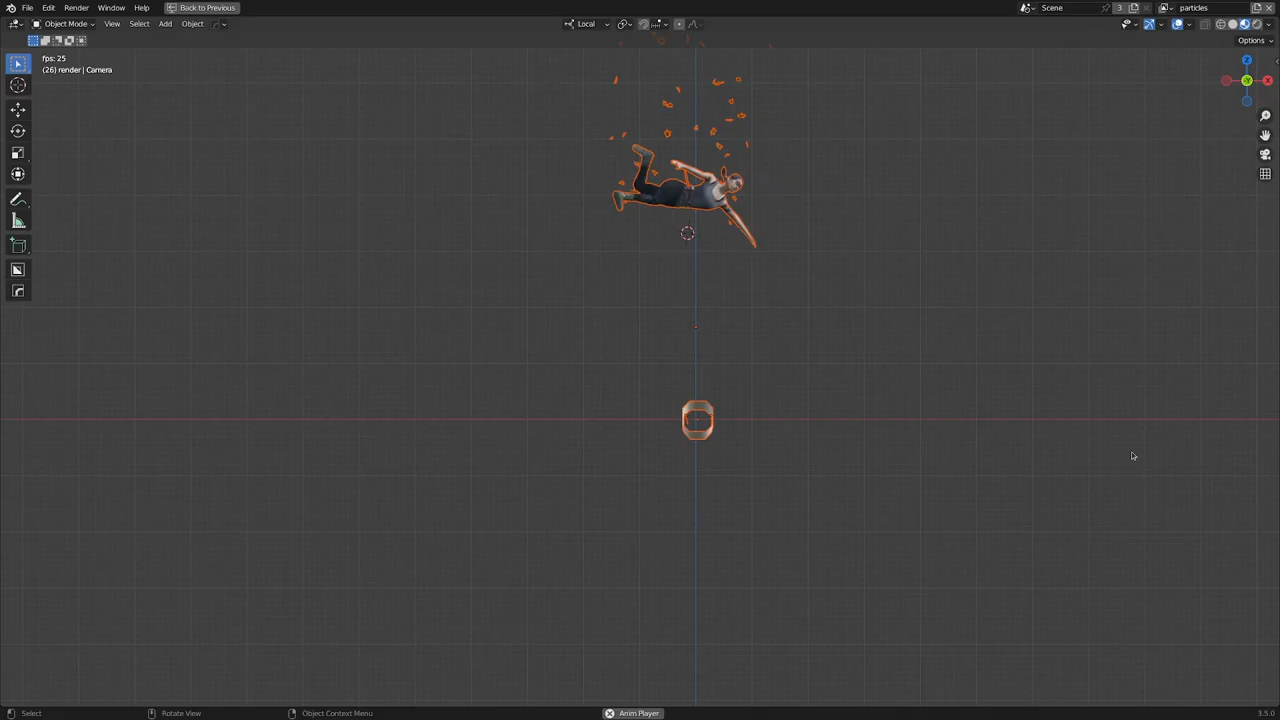 File Edit Render Window Help Back to Previous Scene 3 particles
Object Mode View Select Add Object Local
Options
fps: 25
(26) render | Camera
Z
Y X
Select Rotate View Object Context Menu Anim Player 3.5.0